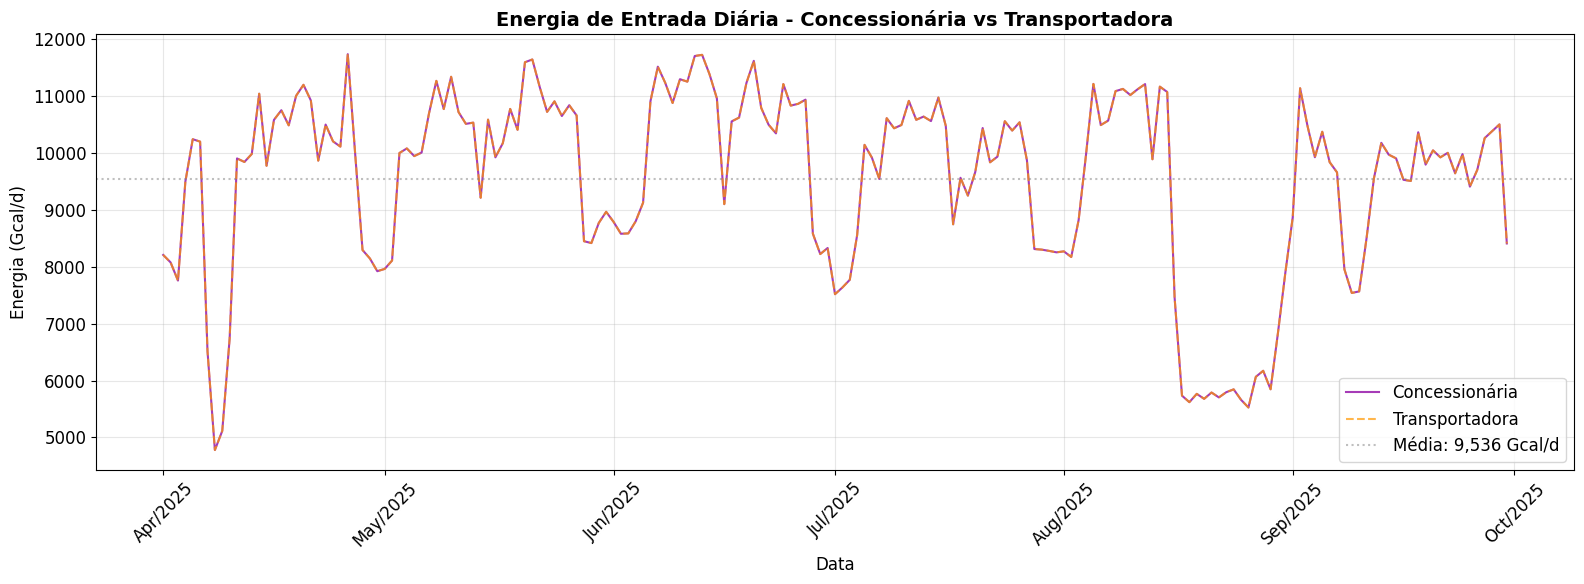 Energia de Entrada Diária - Concessionária vs Transportadora
Energia (Gcal/d)
12000
11000
10000
9000
8000
7000
6000
5000
Concessionária
Transportadora
Média: 9,536 Gcal/d
Apr/2025
May/2025
Jun/2025
Jul/2025
Aug/2025
Sep/2025
Oct/2025
Data